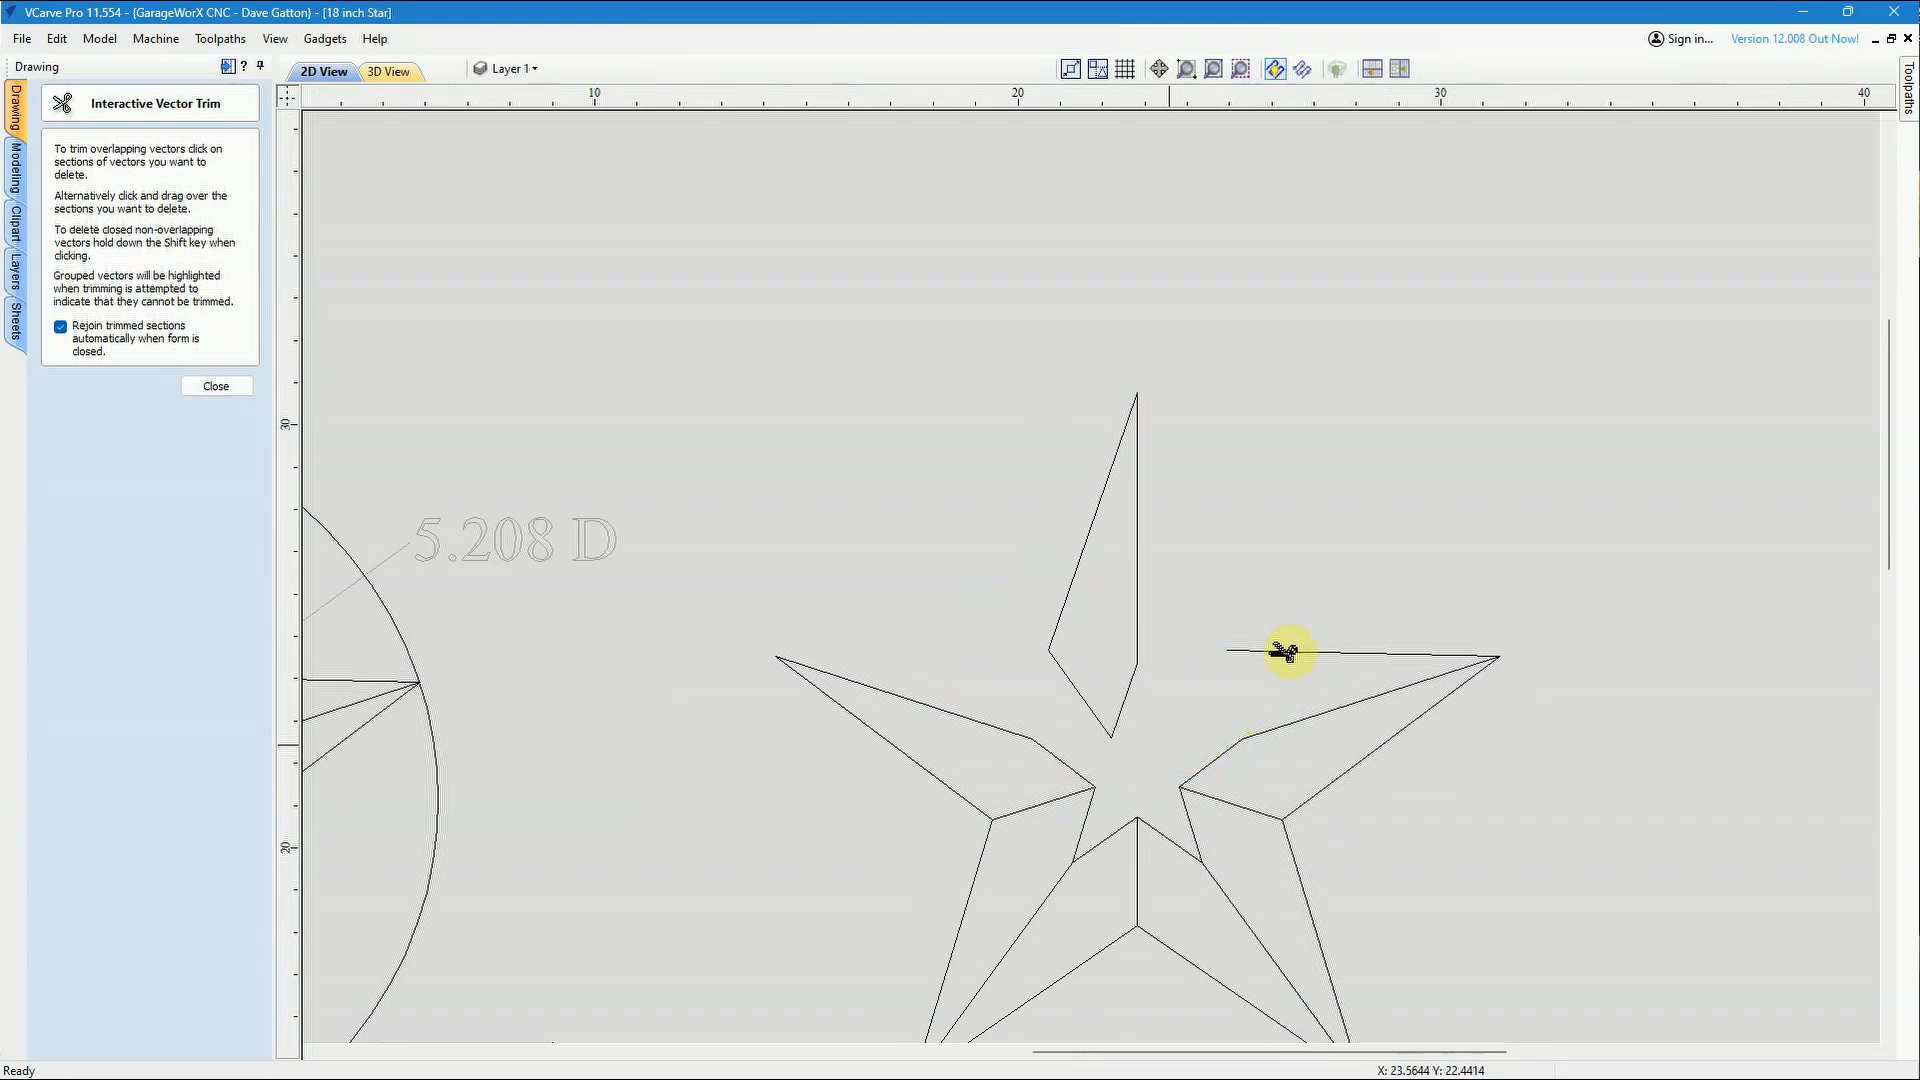 VCarve Pro 11.554 - {GarageWorX CNC - Dave Gatton} - [18 inch Star]
File Edit Model Machine Toolpaths View Gadgets Help
Sign in...
Version 12.008 Out Now!
Drawing
?
2D View
3D View
Layer 1
Toolpaths
10
20
30
40
Drawing
Modeling
Clipart
Layers
Sheets
Interactive Vector Trim
To trim overlapping vectors click on
sections of vectors you want to
delete.
Alternatively click and drag over the
sections you want to delete.
To delete closed non-overlapping
vectors hold down the Shift key when
clicking.
Grouped vectors will be highlighted
when trimming is attempted to
indicate that they cannot be trimmed.
Rejoin trimmed sections
automatically when form is
closed.
Close
30
5.208 D
20
Ready
X: 23.5644 Y: 22.4414